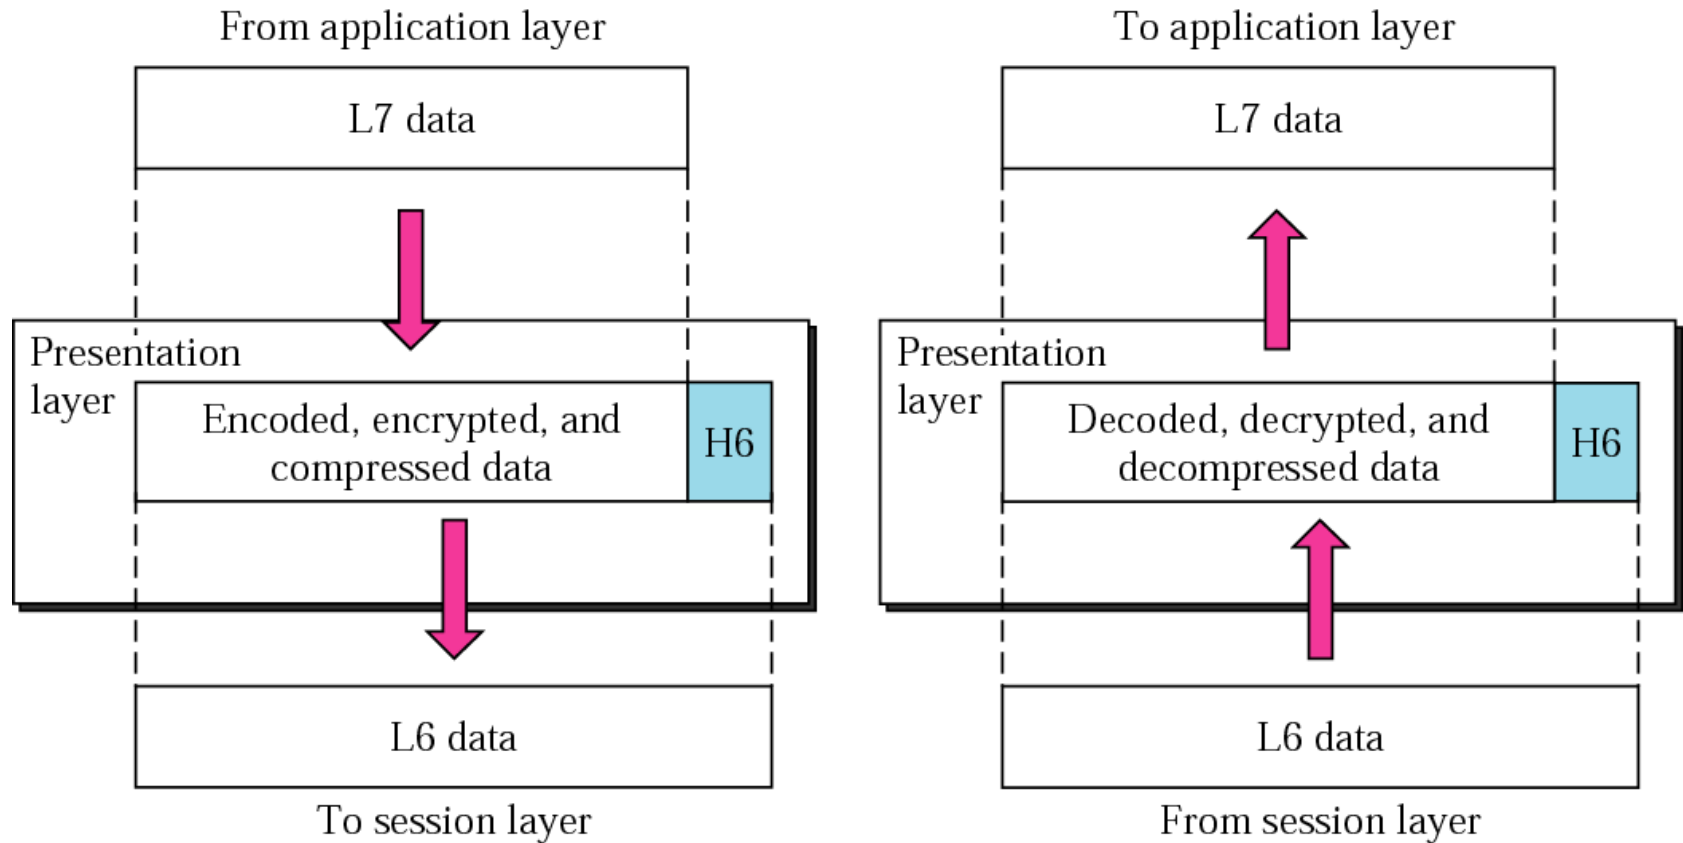 From application layer
L7 data
Presentation
layer
Encoded, encrypted, and
compressed data
H6
L6 data
To session layer
To application layer
L7 data
Presentation
layer
Decoded, decrypted, and
decompressed data
H6
L6 data
From session layer